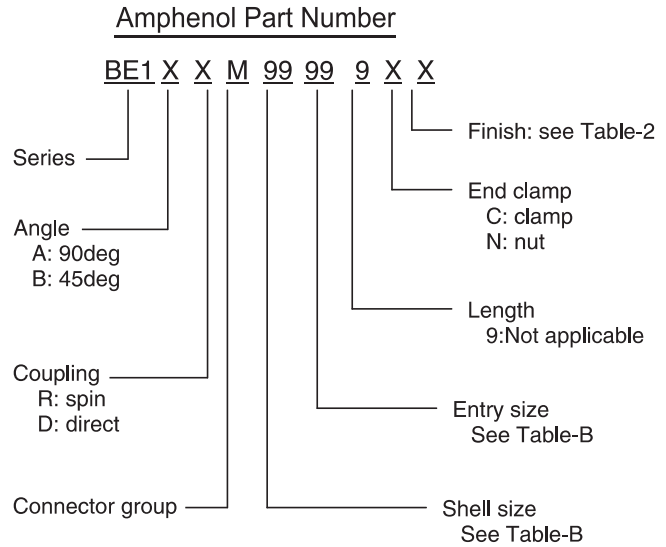 Amphenol Part Number
BE1 X X M 99 99 9 X X
Finish: see Table-2
Series
End clamp
C: clamp
N: nut
Angle
A: 90deg
B: 45deg
Length
9:Not applicable
Coupling
R: spin
D: direct
Entry size
See Table-B
Connector group
Shell size
See Table-B